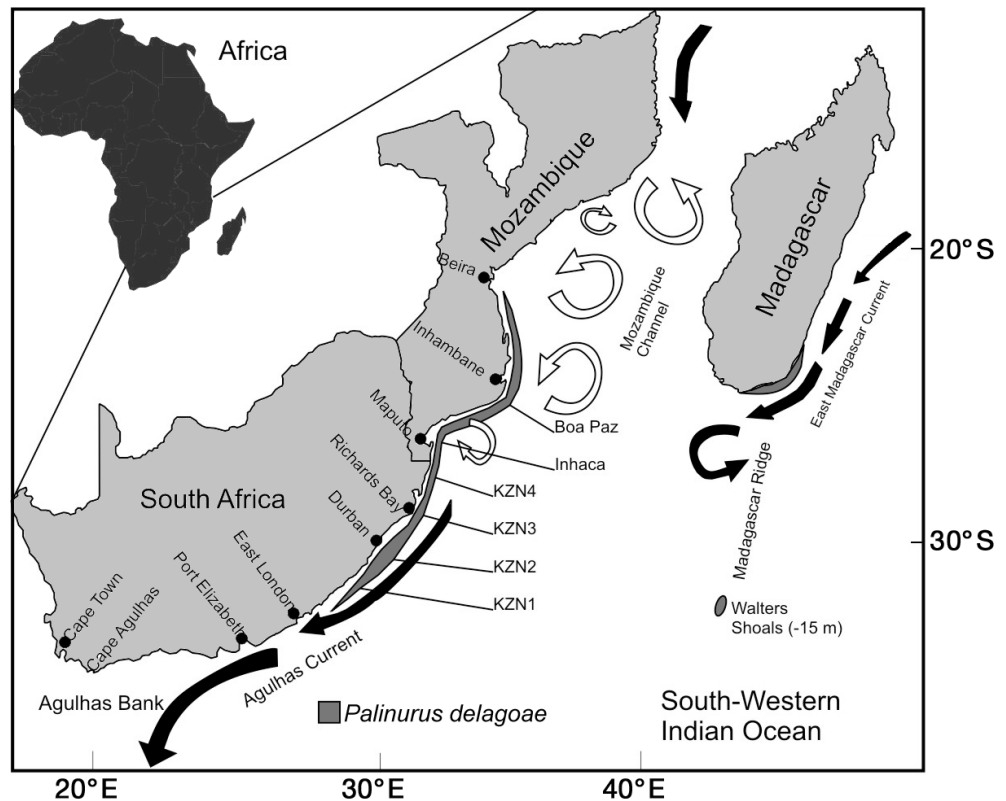 Africa
Mozambique
Madagascar
20°S
Beira
Mozambique
Channel
East Madagascar Current
Inhambane
Maputo
Boa Paz
Inhaca
Richards Bay
KZN4
South Africa
Durban
KZN3
Madagascar Ridge
30°S
East London
KZN2
Port Elizabeth
KZN1
Cape Town
Cape Agulhas
Walters
Shoals (-15 m)
Agulhas Current
Agulhas Bank
Palinurus delagoae
South-Western
Indian Ocean
20°E
30°E
40°E